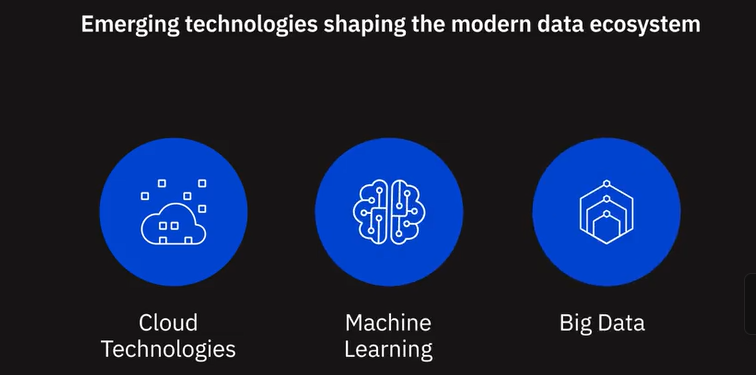 Emerging technologies shaping the modern data ecosystem
Cloud
Technologies
Machine
Learning
Big Data